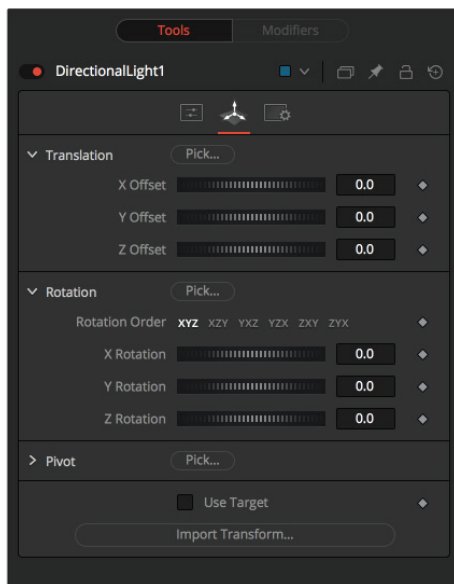 Tools Modifiers
DirectionalLight1
Translation Pick...
X Offset 0.0
Y Offset 0.0
Z Offset 0.0
Rotation Pick...
Rotation Order XYZ XZY YXZ YZX ZXY ZYX
X Rotation 0.0
Y Rotation 0.0
Z Rotation 0.0
Pivot Pick...
Use Target
Import Transform...